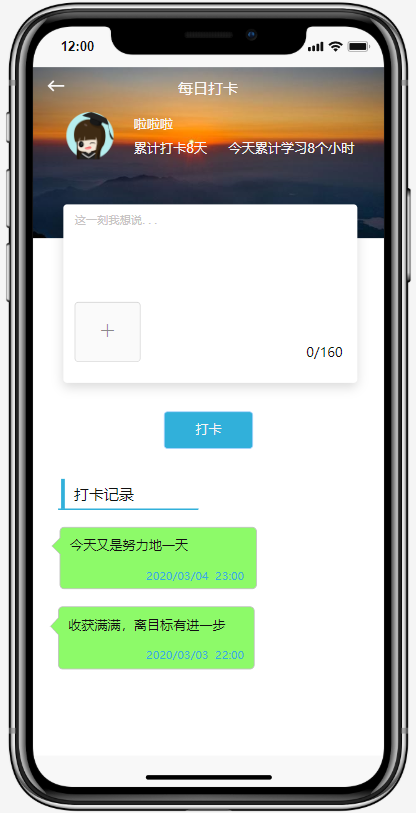 12:00
每日打卡
啦啦啦
累计打卡8天 今天累计学习8个小时
这一刻我想说...
0/160
打卡
打卡记录
今天又是努力地一天
2020/03/04 23:00
收获满满，离目标有进一步
2020/03/03 22:00